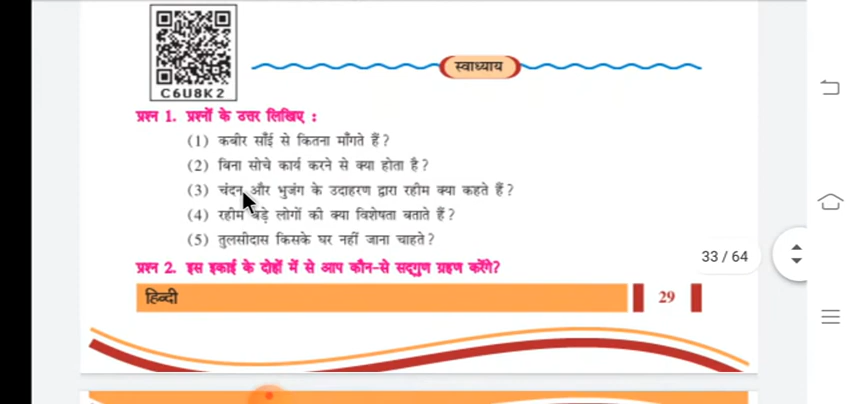 C6U8K2
स्वाध्याय
प्रश्न 1. प्रश्नों के उत्तर लिखिए :
(1) कबीर साँई से कितना माँगते हैं?
(2) बिना सोचे कार्य करने से क्या होता है?
(3) चंदन और भुजंग के उदाहरण द्वारा रहीम क्या कहते हैं?
(4) रहीम बड़े लोगों की क्या विशेषता बताते हैं?
(5) तुलसीदास किसके घर नहीं जाना चाहते?
33 / 64
प्रश्न 2. इस इकाई के दोहों में से आप कौन-से सद्गुण ग्रहण करेंगे?
हिन्दी
29